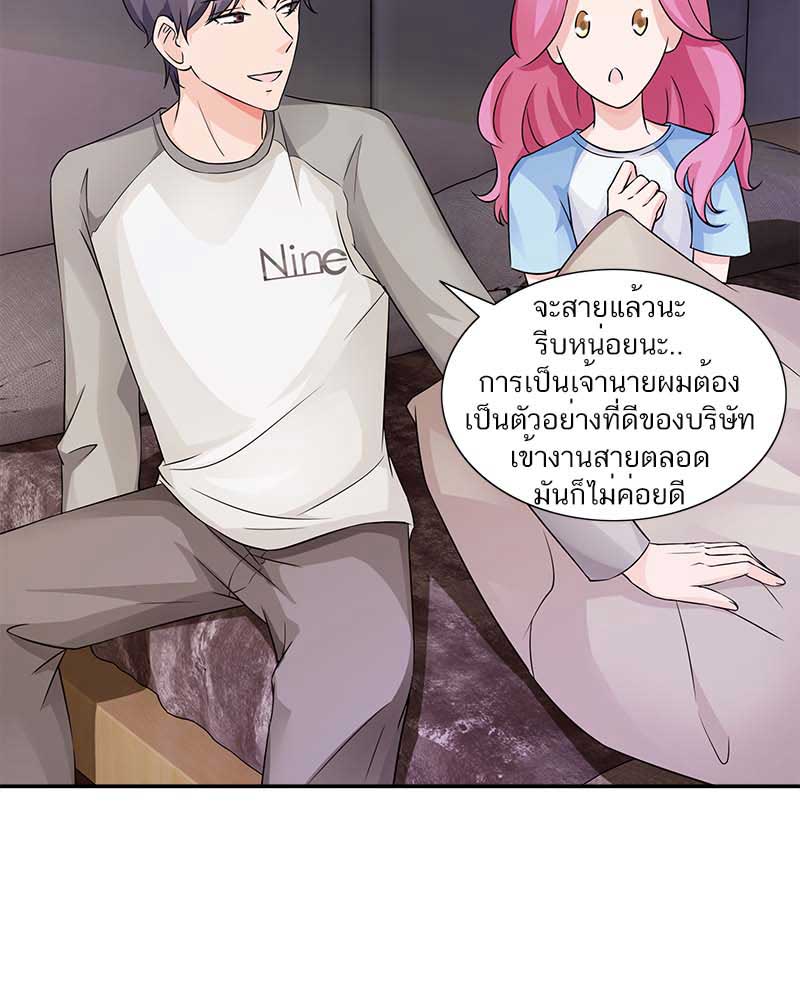 Nine
จะสายแล้วนะ
รีบหน่อยนะ..
การเป็นเจ้านายผมต้อง
เป็นตัวอย่างที่ดีของบริษัท
เข้างานสายตลอด
มันก็ไม่ค่อยดี